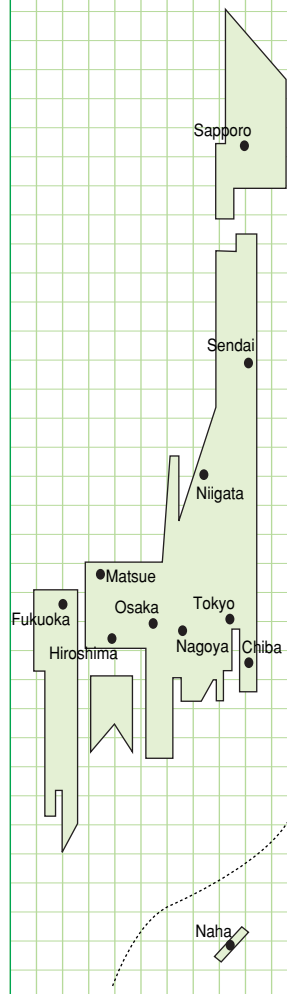 Sapporo
Sendai
Niigata
Matsue
Fukuoka
Osaka
Tokyo
Hiroshima
Nagoya
Chiba
Naha